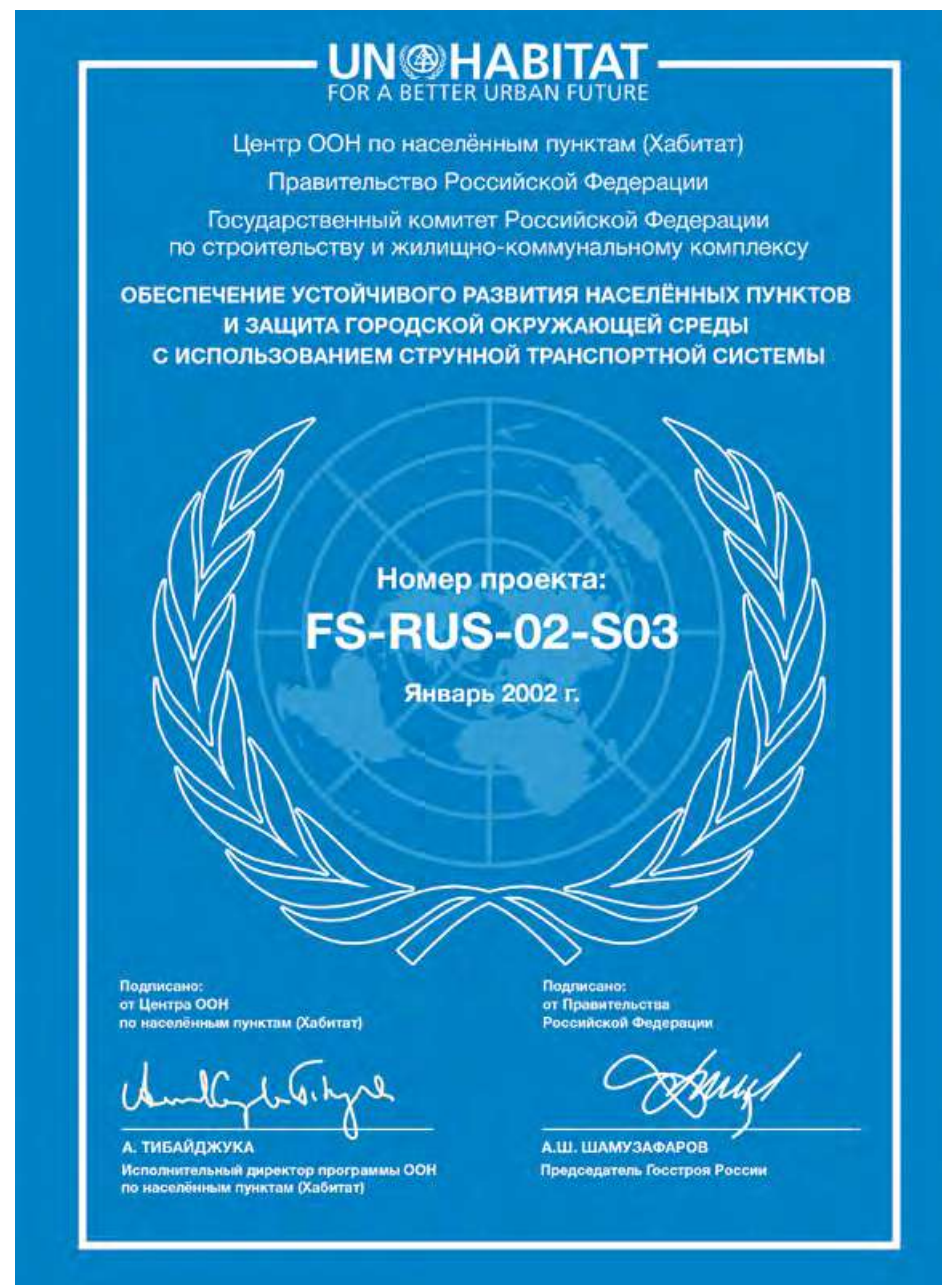 UN HABITAT
FOR A BETTER URBAN FUTURE
Центр ООН по населённым пунктам (Хабитат)
Правительство Российской Федерации
Государственный комитет Российской Федерации
по строительству и жилищно-коммунальному комплексу
ОБЕСПЕЧЕНИЕ УСТОЙЧИВОГО РАЗВИТИЯ НАСЕЛЁННЫХ ПУНКТОВ
И ЗАЩИТА ГОРОДСКОЙ ОКРУЖАЮЩЕЙ СРЕДЫ
С ИСПОЛЬЗОВАНИЕМ СТРУННОЙ ТРАНСПОРТНОЙ СИСТЕМЫ
Номер проекта:
FS-RUS-02-S03
Январь 2002 г.
Подписано:
от Центра ООН
по населённым пунктам (Хабитат)
А. ТИБАЙДЖУКА
Исполнительный директор программы ООН
по населённым пунктам (Хабитат)
Подписано:
от Правительства
Российской Федерации
А.Ш. ШАМУЗАФАРОВ
Председатель Госстроя России